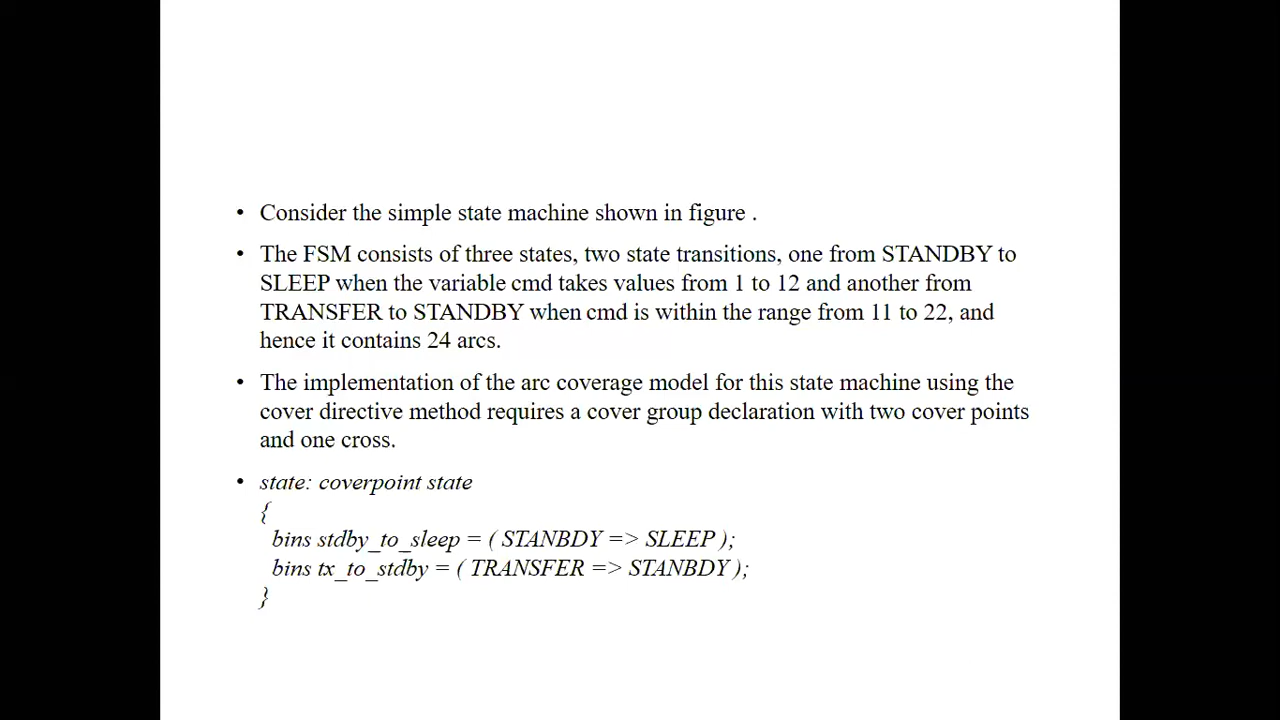 • Consider the simple state machine shown in figure .
• The FSM consists of three states, two state transitions, one from STANDBY to
SLEEP when the variable cmd takes values from 1 to 12 and another from
TRANSFER to STANDBY when cmd is within the range from 11 to 22, and
hence it contains 24 arcs.
• The implementation of the arc coverage model for this state machine using the
cover directive method requires a cover group declaration with two cover points
and one cross.
• state: coverpoint state
{
bins stdby_to_sleep = ( STANBDY => SLEEP );
bins tx_to_stdby = ( TRANSFER => STANBDY );
}